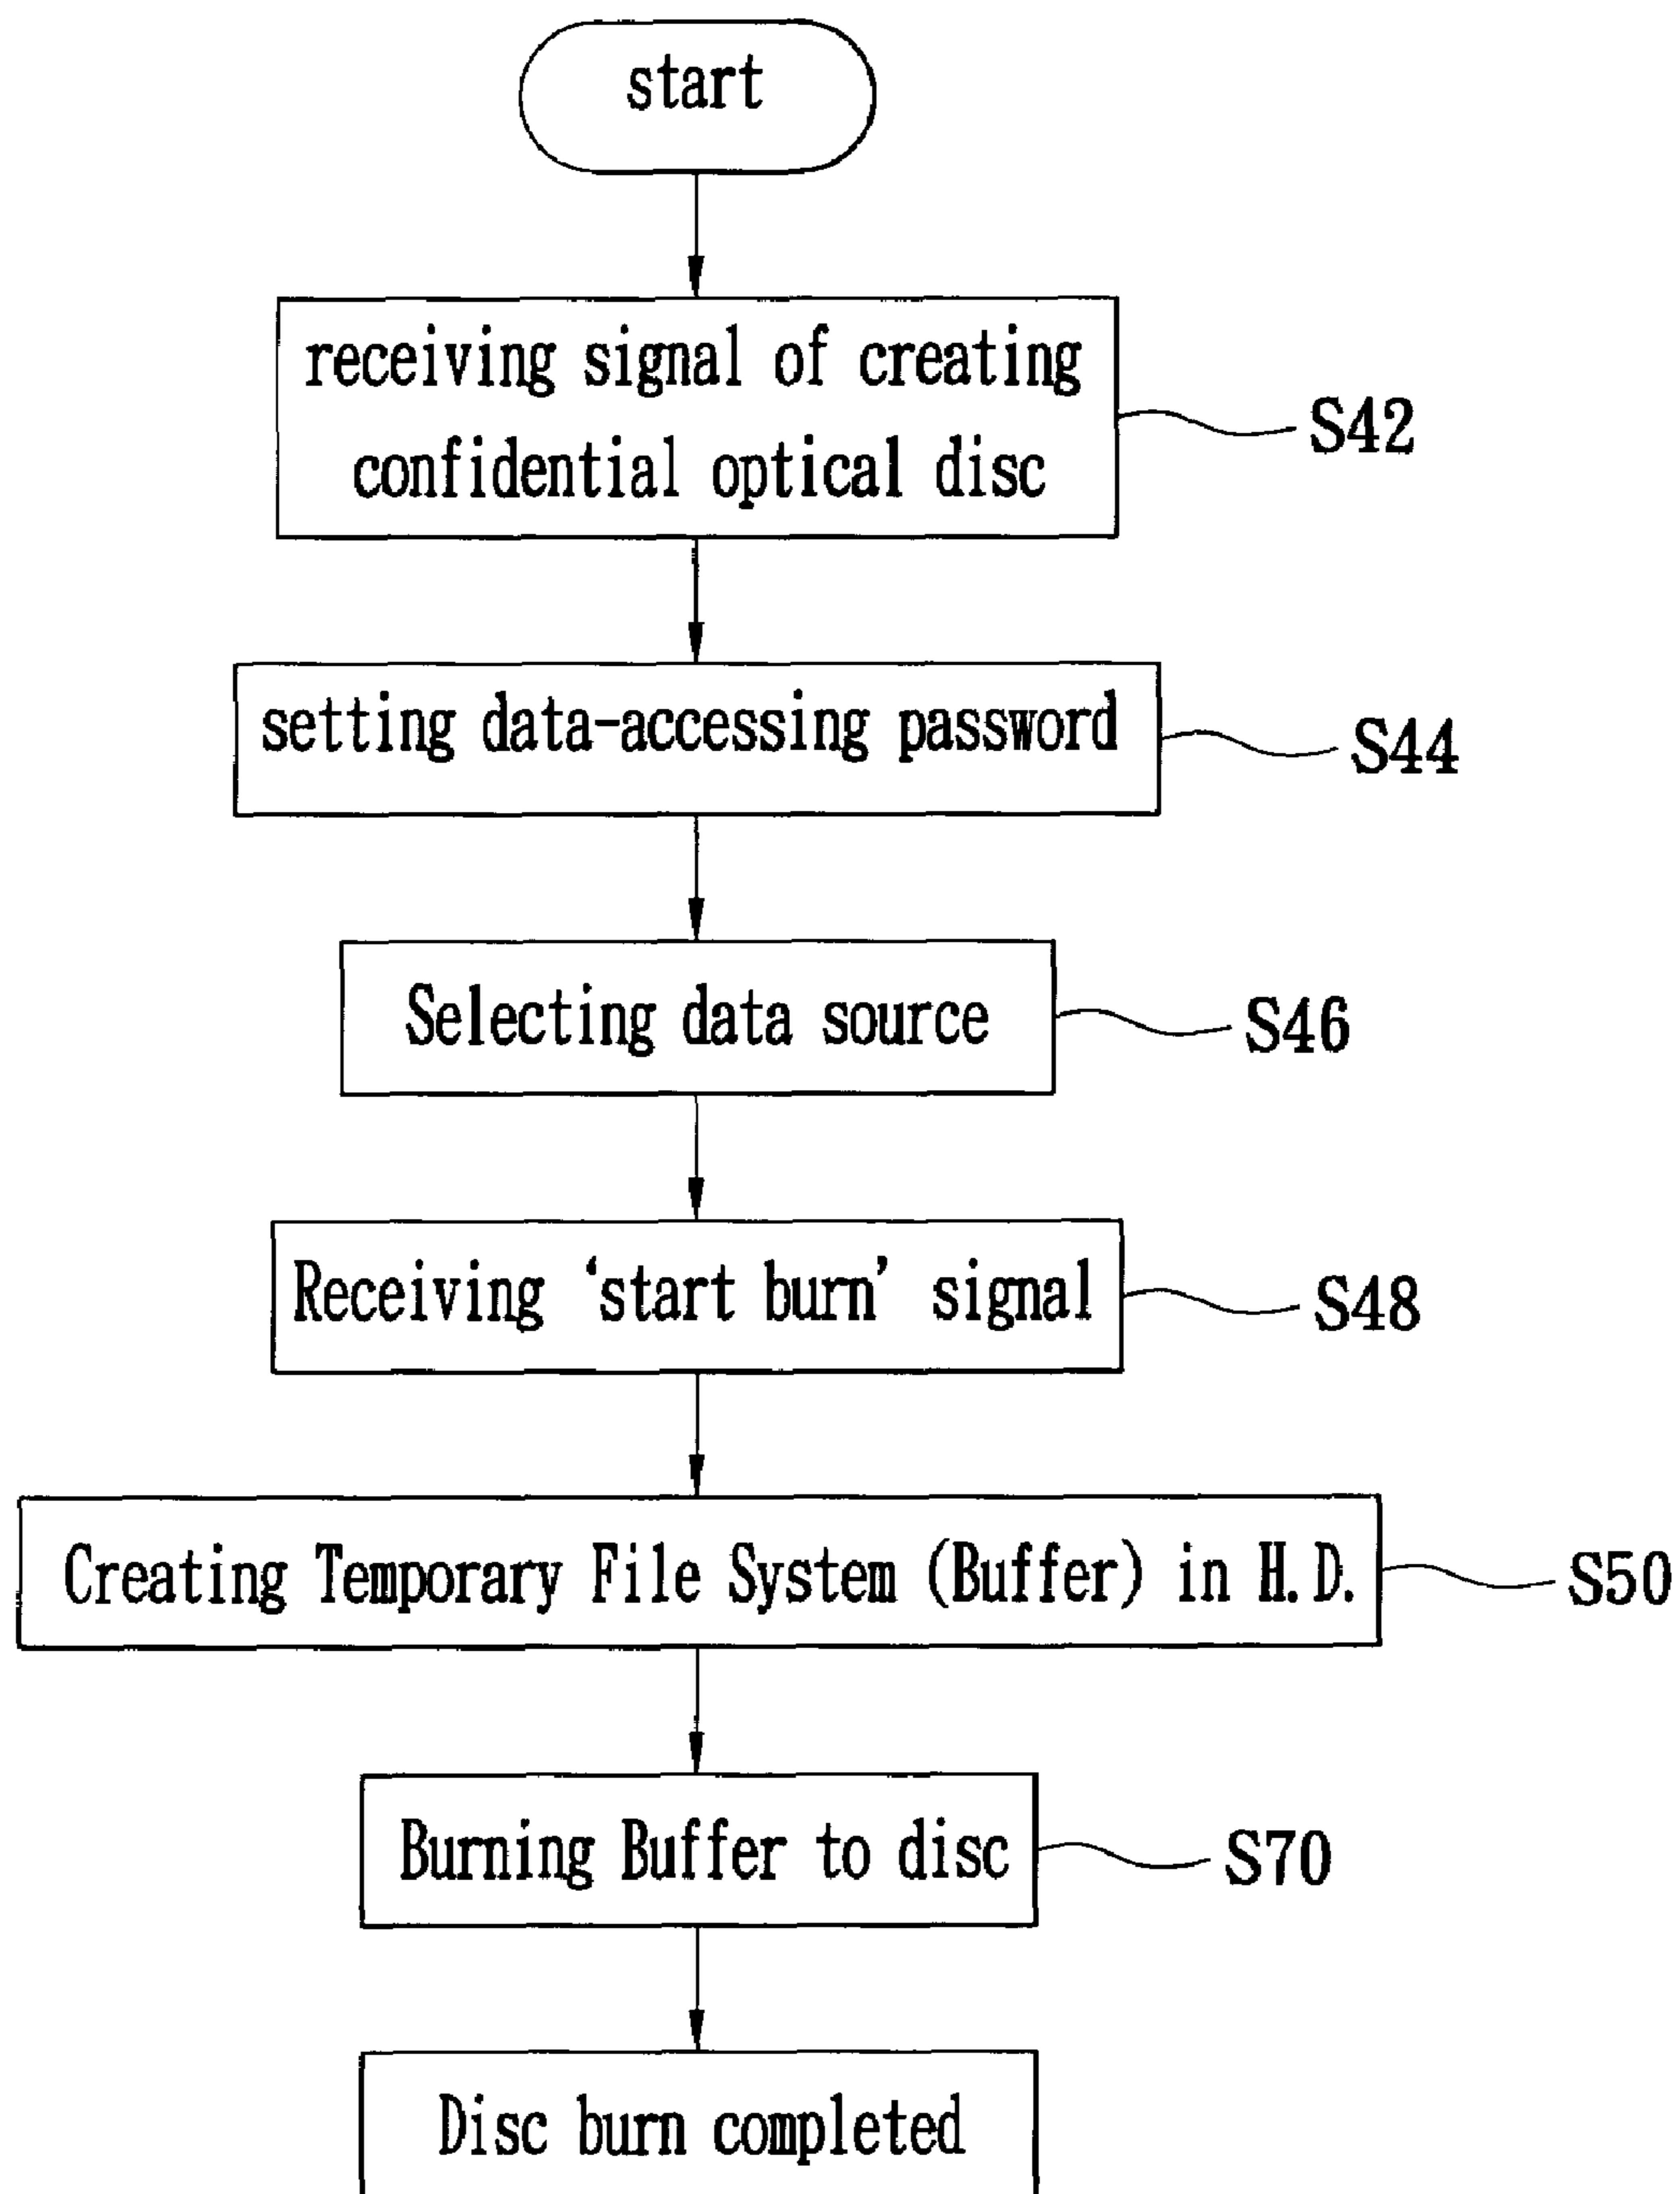 start
receiving signal of creating
confidential optical disc
S42
setting data-accessing password
S44
Selecting data source
S46
Receiving ‘start burn’ signal
S48
Creating Temporary File System (Buffer) in H.D.
S50
Burning Buffer to disc
S70
Disc burn completed